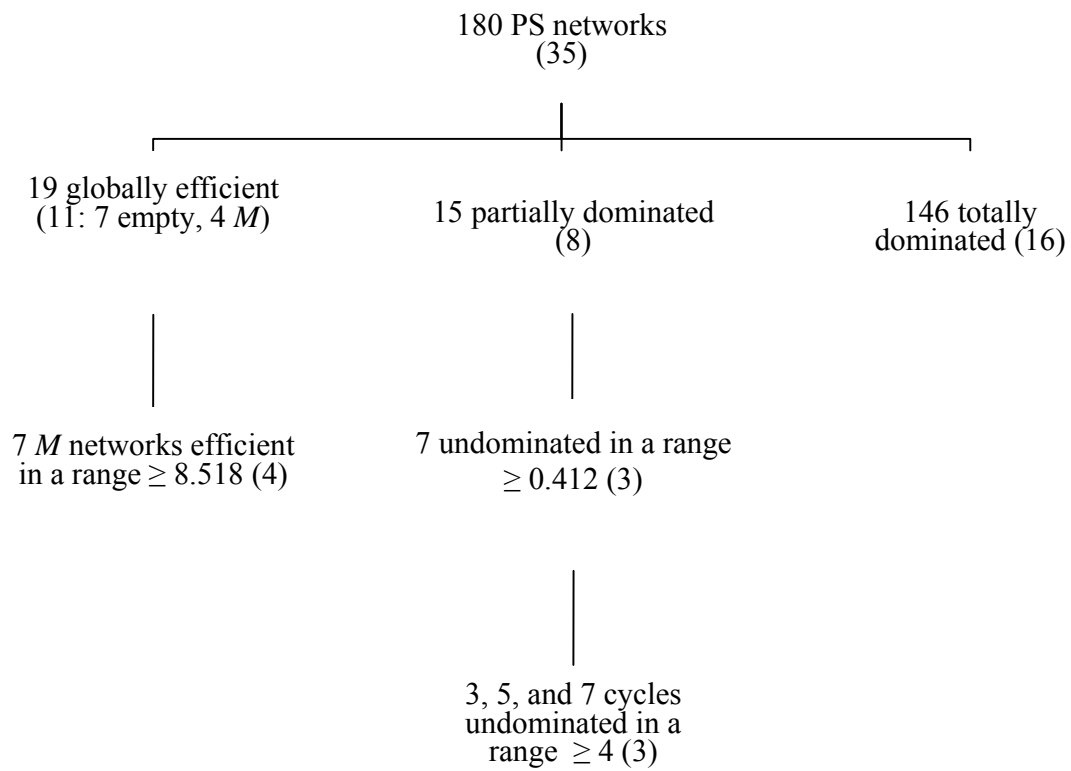 180 PS networks
(35)
19 globally efficient
(11: 7 empty, 4 M)
15 partially dominated
(8)
146 totally
dominated (16)
7 M networks efficient
in a range ≥ 8.518 (4)
7 undominated in a range
≥ 0.412 (3)
3, 5, and 7 cycles
undominated in a
range ≥ 4 (3)